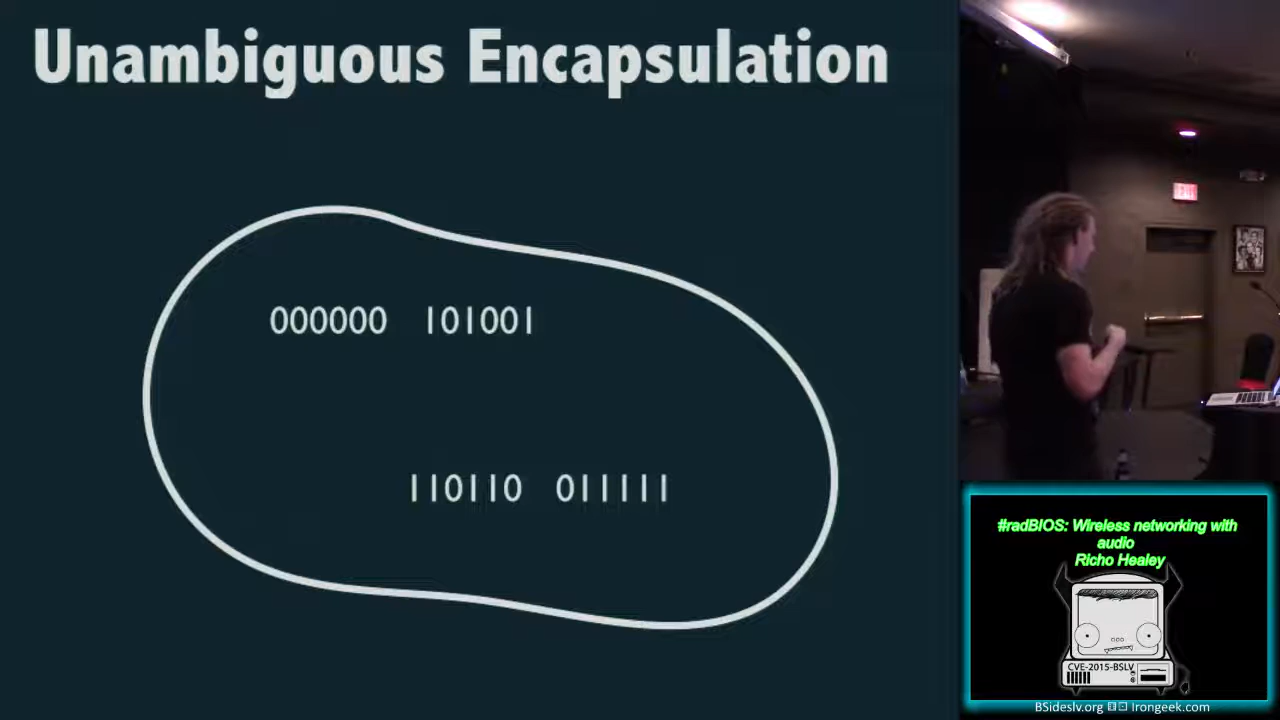 Unambiguous Encapsulation
000000 101001
110110 011111
EXIT
#radBIOS: Wireless networking with
audio
Richo Healey
CVE-2015-BSLV
BSideslv.org Irongeek.com